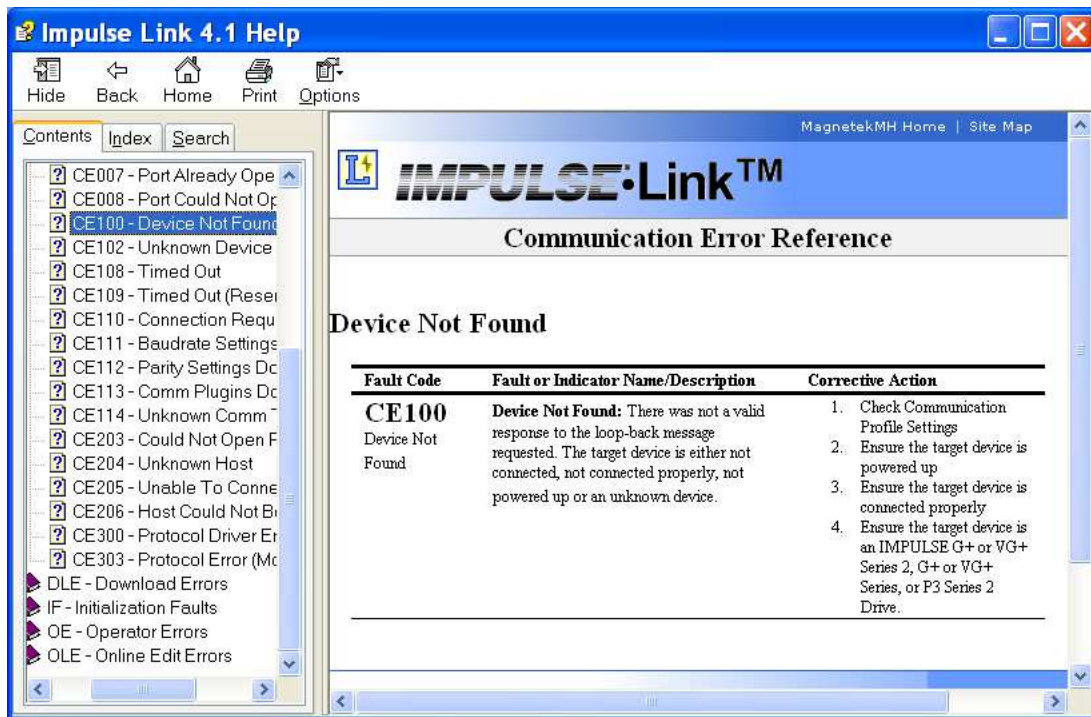 Impulse Link 4.1 Help
Hide Back Home Print Options
Contents Index Search
CE007 - Port Already Ope
CE008 - Port Could Not Op
CE100 - Device Not Found
CE102 - Unknown Device
CE108 - Timed Out
CE109 - Timed Out (Reser
CE110 - Connection Requ
CE111 - Baudrate Settings
CE112 - Parity Settings Do
CE113 - Comm Plugins Do
CE114 - Unknown Comm T
CE203 - Could Not Open F
CE204 - Unknown Host
CE205 - Unable To Conne
CE206 - Host Could Not Bi
CE300 - Protocol Driver Er
CE303 - Protocol Error (Mo
DLE - Download Errors
IF - Initialization Faults
OE - Operator Errors
OLE - Online Edit Errors
MagnetekMH Home | Site Map
IMPULSE•Link™
Communication Error Reference
Device Not Found
Fault Code Fault or Indicator Name/Description Corrective Action
CE100
Device Not
Found
Device Not Found: There was not a valid
response to the loop-back message
requested. The target device is either not
connected, not connected properly, not
powered up or an unknown device.
1. Check Communication
Profile Settings
2. Ensure the target device is
powered up
3. Ensure the target device is
connected properly
4. Ensure the target device is
an IMPULSE G+ or VG+
Series 2, G+ or VG+
Series, or P3 Series 2
Drive.